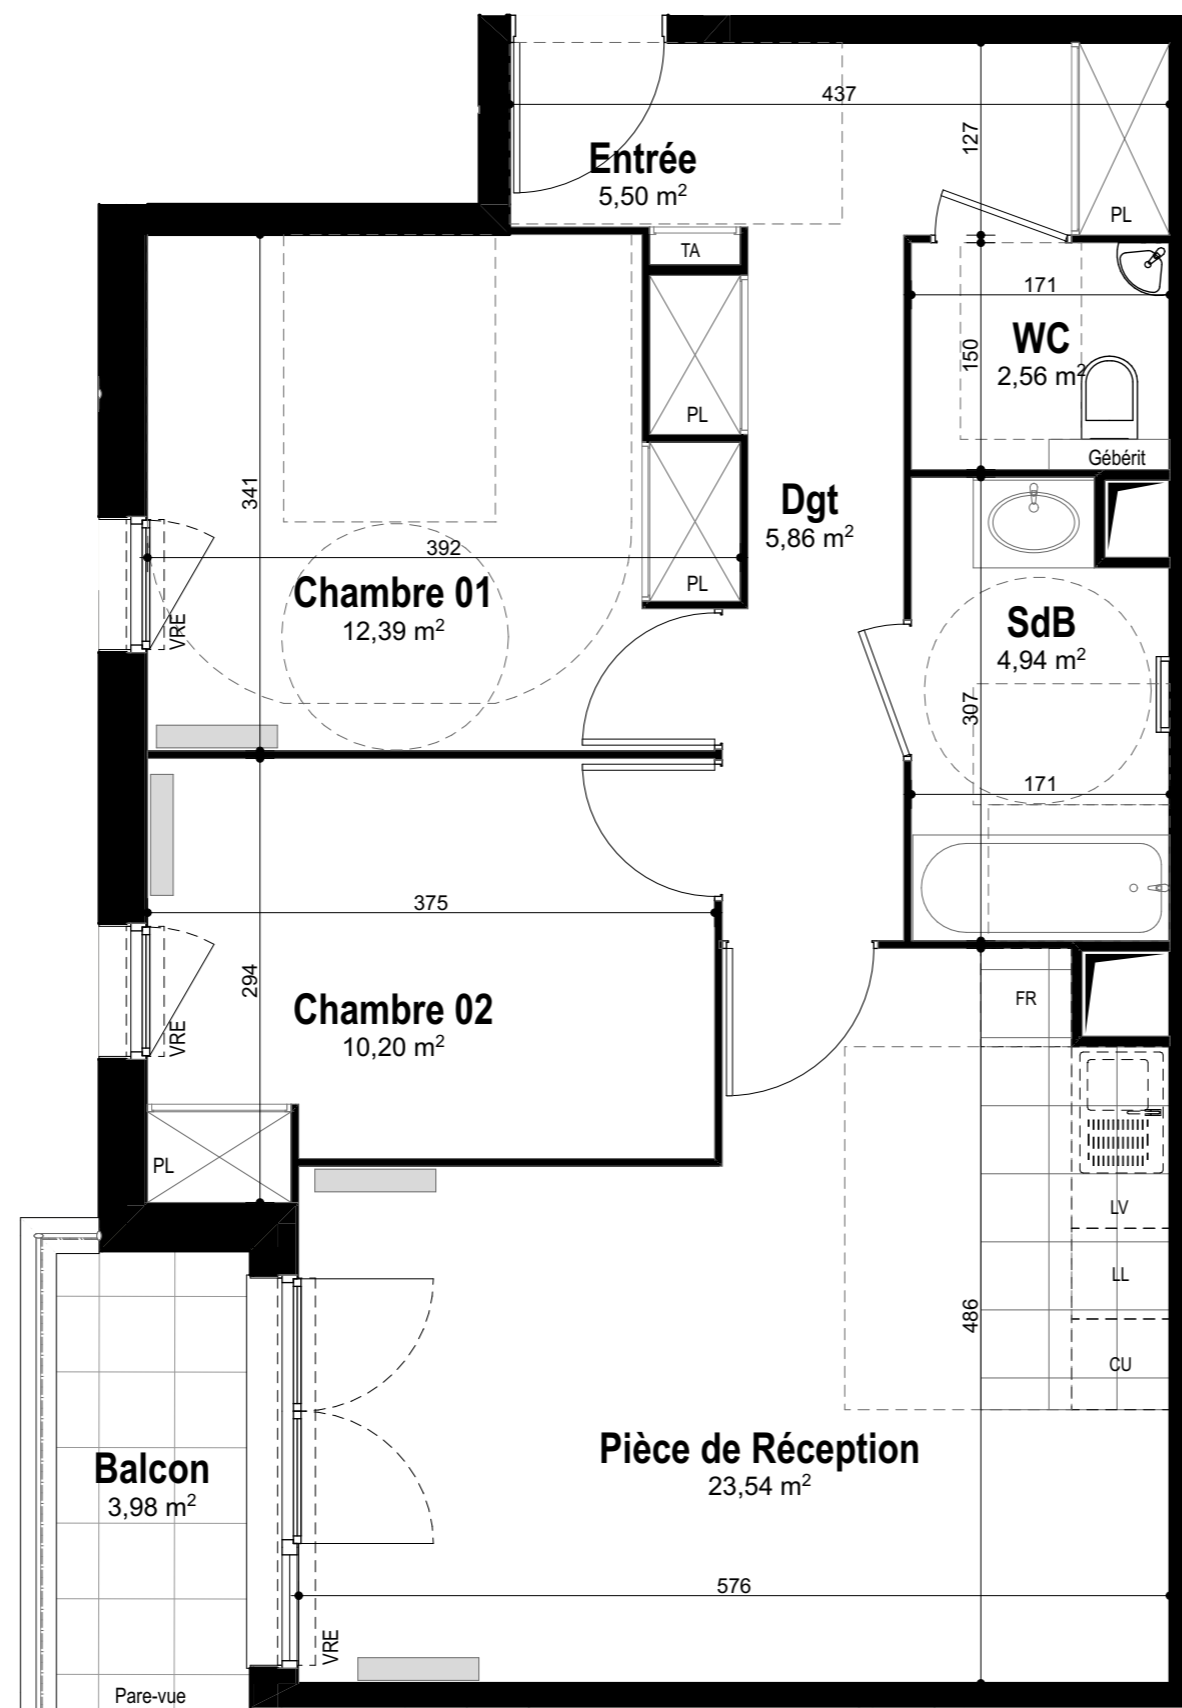 437
127
Entrée
5,50 m²
PL
TA
171
WC
2,56 m²
150
PL
Gébérit
341
Dgt
5,86 m²
392
PL
Chambre 01
12,39 m²
VRE
SdB
4,94 m²
307
171
375
294
Chambre 02
10,20 m²
VRE
FR
PL
LV
LL
486
CU
Pièce de Réception
23,54 m²
Balcon
3,98 m²
576
VRE
Pare-vue